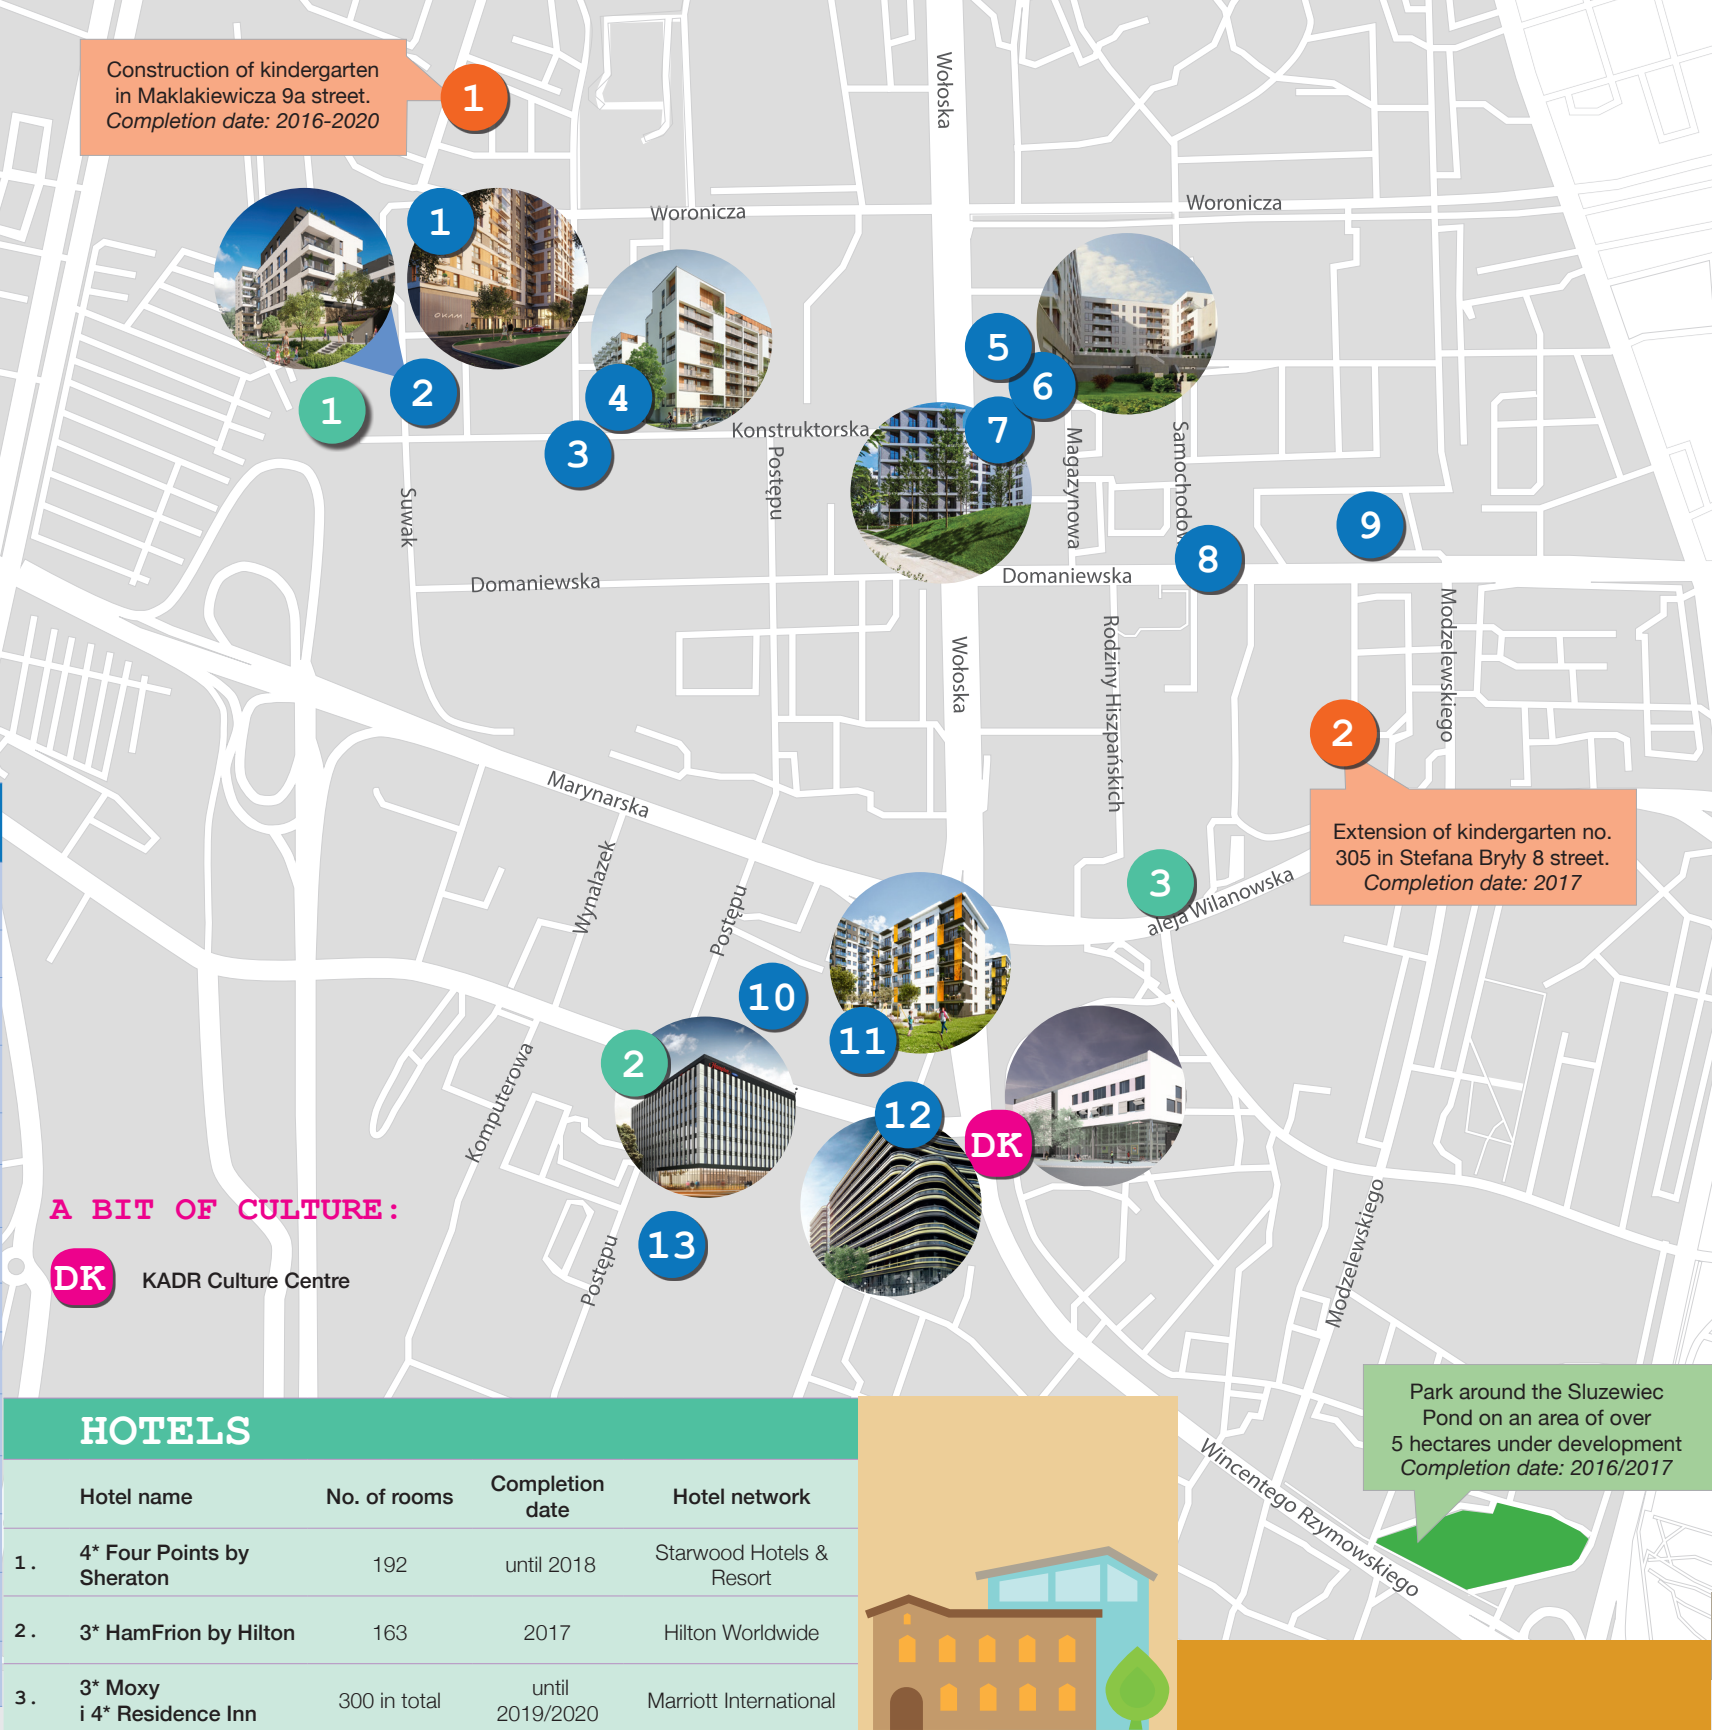 Construction of kindergarten
in Maklakiewicza 9a street.
Completion date: 2016-2020
1
Wołoska
1
Woronicza
Woronicza
OKAM
5
6
2
4
1
7
3
Konstruktorska
Postępu
Magazynowa
Samochodow
Suwak
9
8
Domaniewska
Domaniewska
Modzelewskiego
Rodziny Hiszpańskich
Wołoska
2
Marynarska
Extension of kindergarten no.
305 in Stefana Bryły 8 street.
Completion date: 2017
Wynalazek
Postępu
3
aleja Wilanowska
10
11
2
Komputerowa
12
DK
A BIT OF CULTURE:
DK
KADR Culture Centre
13
Postępu
Modzelewskiego
Park around the Sluzewiec
Pond on an area of over
5 hectares under development
Completion date: 2016/2017
Wincentego Rzymowskiego
HOTELS
Hotel name No. of rooms Completion date Hotel network
1. 4* Four Points by Sheraton 192 until 2018 Starwood Hotels & Resort
2. 3* HamFrion by Hilton 163 2017 Hilton Worldwide
3. 3* Moxy i 4* Residence Inn 300 in total until 2019/2020 Marriott International